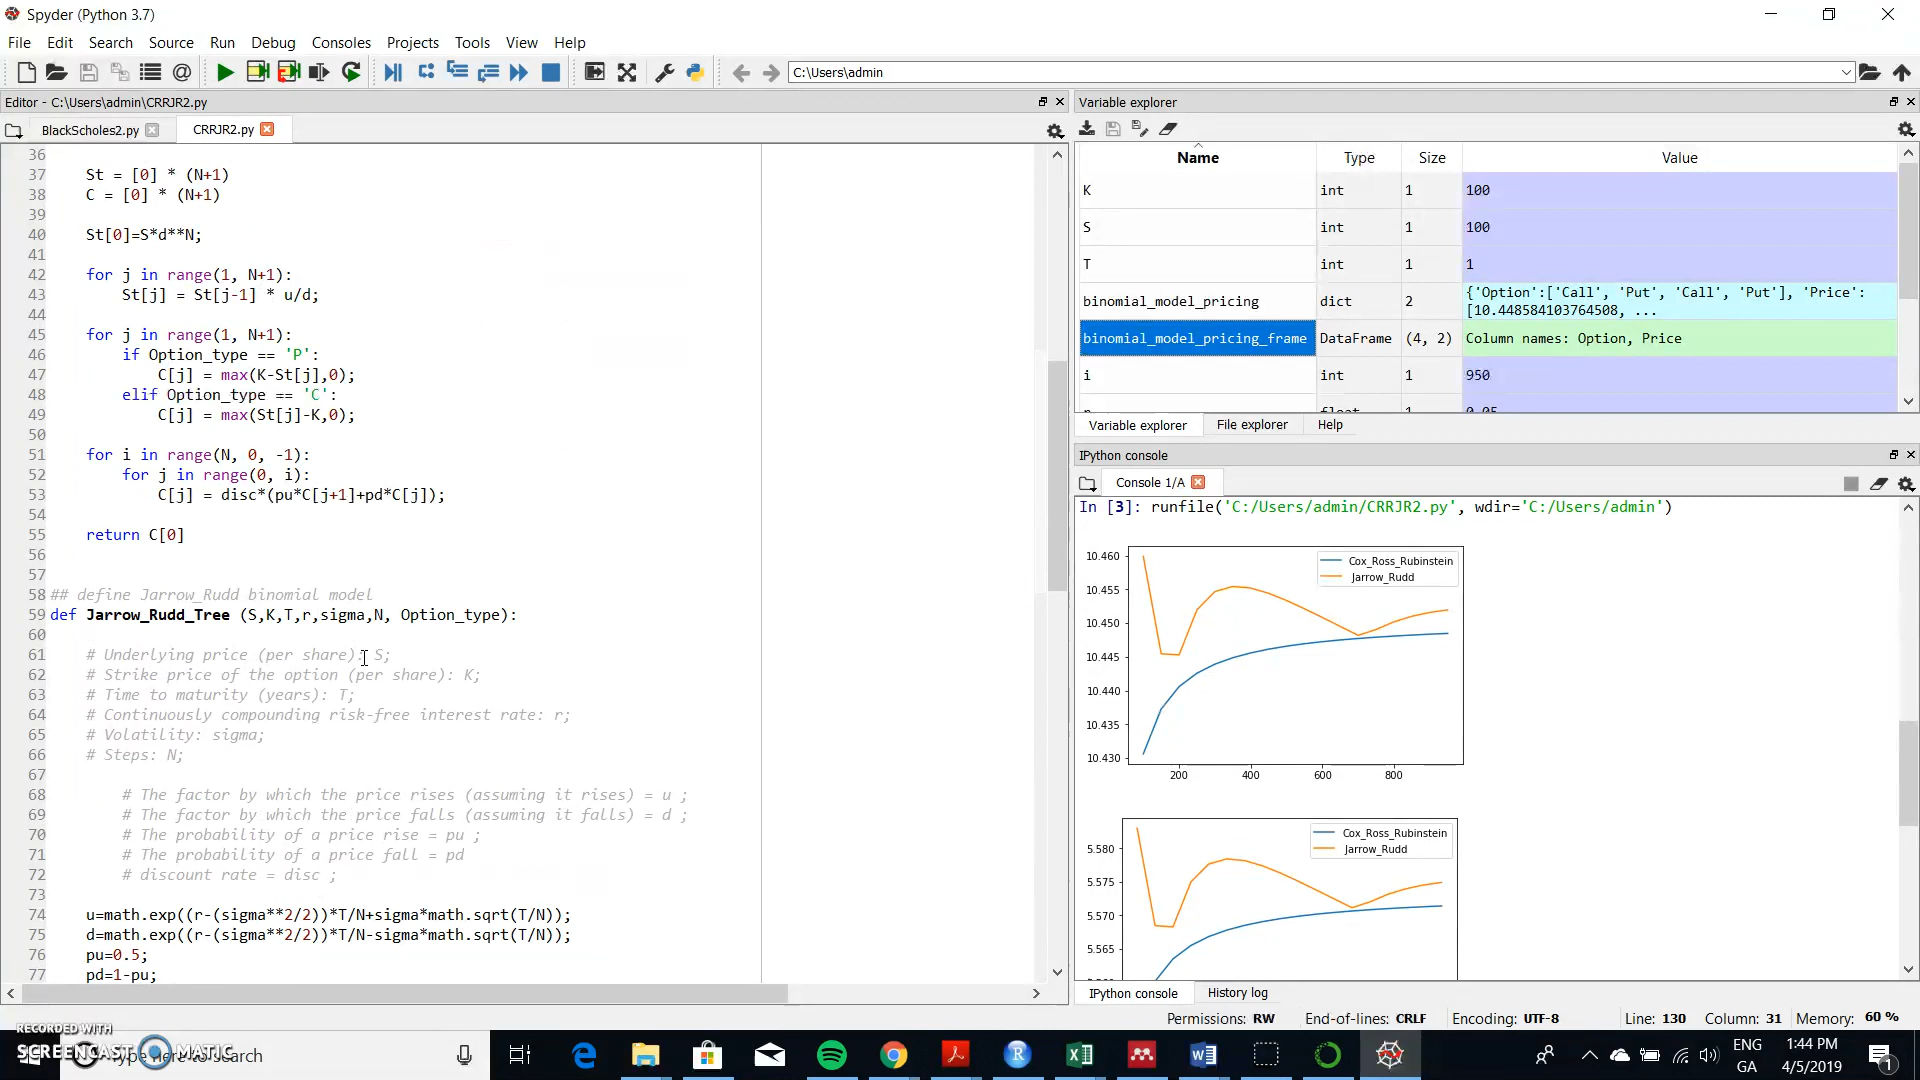 Spyder (Python 3.7)
File Edit Search Source Run Debug Consoles Projects Tools View Help
C:\Users\admin
Editor - C:\Users\admin\CRRJR2.py
BlackScholes2.py
CRRJR2.py
36
37 St = [0] * (N+1)
38 C = [0] * (N+1)
39
40 St[0]=S*d**N;
41
42 for j in range(1, N+1):
43 St[j] = St[j-1] * u/d;
44
45 for j in range(1, N+1):
46 if Option_type == 'P':
47 C[j] = max(K-St[j],0);
48 elif Option_type == 'C':
49 C[j] = max(St[j]-K,0);
50
51 for i in range(N, 0, -1):
52 for j in range(0, i):
53 C[j] = disc*(pu*C[j+1]+pd*C[j]);
54
55 return C[0]
56
57
58 ## define Jarrow_Rudd binomial model
59 def Jarrow_Rudd_Tree (S,K,T,r,sigma,N, Option_type):
60
61 # Underlying price (per share): S;
62 # Strike price of the option (per share): K;
63 # Time to maturity (years): T;
64 # Continuously compounding risk-free interest rate: r;
65 # Volatility: sigma;
66 # Steps: N;
67
68 # The factor by which the price rises (assuming it rises) = u ;
69 # The factor by which the price falls (assuming it falls) = d ;
70 # The probability of a price rise = pu ;
71 # The probability of a price fall = pd
72 # discount rate = disc ;
73
74 u=math.exp((r-(sigma**2/2))*T/N+sigma*math.sqrt(T/N));
75 d=math.exp((r-(sigma**2/2))*T/N-sigma*math.sqrt(T/N));
76 pu=0.5;
77 pd=1-pu;
Variable explorer
Name Type Size Value
K int 1 100
S int 1 100
T int 1 1
binomial_model_pricing dict 2 {'Option':['Call', 'Put', 'Call', 'Put'], 'Price':
[10.448584103764508, ...
binomial_model_pricing_frame DataFrame (4, 2) Column names: Option, Price
i int 1 950
r float 1 0.05
Variable explorer File explorer Help
IPython console
Console 1/A
In [3]: runfile('C:/Users/admin/CRRJR2.py', wdir='C:/Users/admin')
10.460
10.455
10.450
10.445
10.440
10.435
10.430
200 400 600 800
Cox_Ross_Rubinstein
Jarrow_Rudd
5.580
5.575
5.570
5.565
Cox_Ross_Rubinstein
Jarrow_Rudd
IPython console History log
Permissions: RW End-of-lines: CRLF Encoding: UTF-8 Line: 130 Column: 31 Memory: 60 %
RECORDED WITH
SCREENCAST MATIC
Type here to search
ENG
GA
1:44 PM
4/5/2019
1